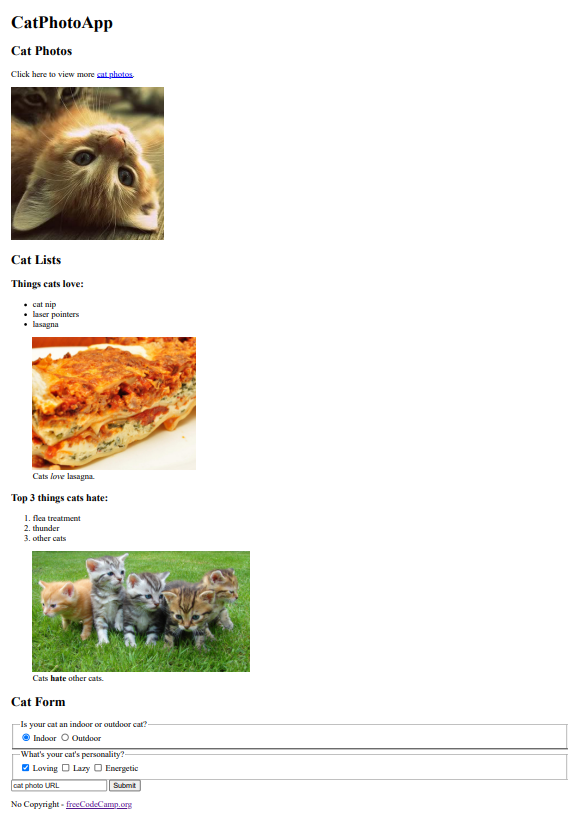 CatPhotoApp
Cat Photos
Click here to view more cat photos.
Cat Lists
Things cats love:
• cat nip
• laser pointers
• lasagna
Cats love lasagna.
Top 3 things cats hate:
1. flea treatment
2. thunder
3. other cats
Cats hate other cats.
Cat Form
Is your cat an indoor or outdoor cat?
Indoor Outdoor
What's your cat's personality?
Loving Lazy Energetic
cat photo URL Submit
No Copyright - freeCodeCamp.org